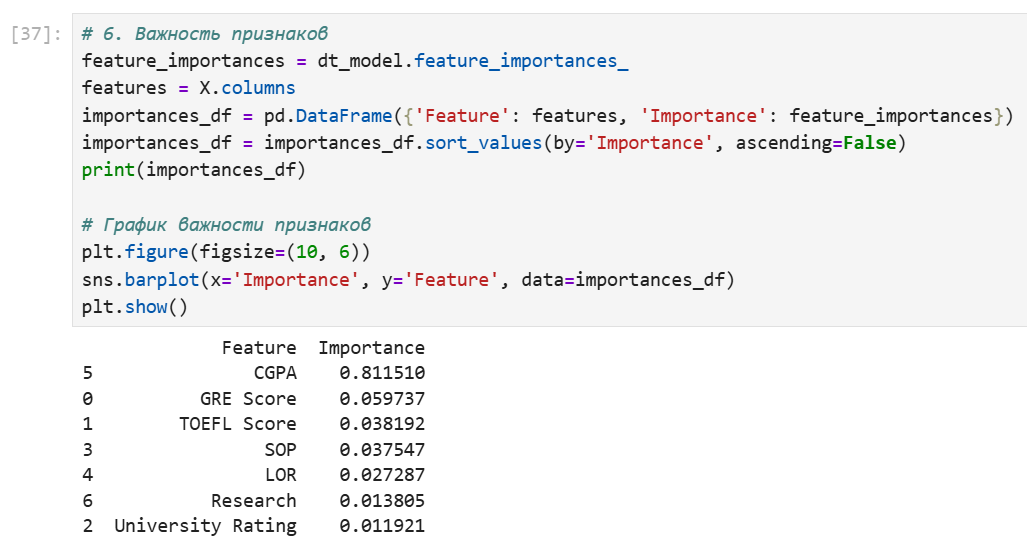 [37]:
# 6. Важность признаков
feature_importances = dt_model.feature_importances_
features = X.columns
importances_df = pd.DataFrame({'Feature': features, 'Importance': feature_importances})
importances_df = importances_df.sort_values(by='Importance', ascending=False)
print(importances_df)
# График важности признаков
plt.figure(figsize=(10, 6))
sns.barplot(x='Importance', y='Feature', data=importances_df)
plt.show()
Feature Importance
5 CGPA 0.811510
0 GRE Score 0.059737
1 TOEFL Score 0.038192
3 SOP 0.037547
4 LOR 0.027287
6 Research 0.013805
2 University Rating 0.011921